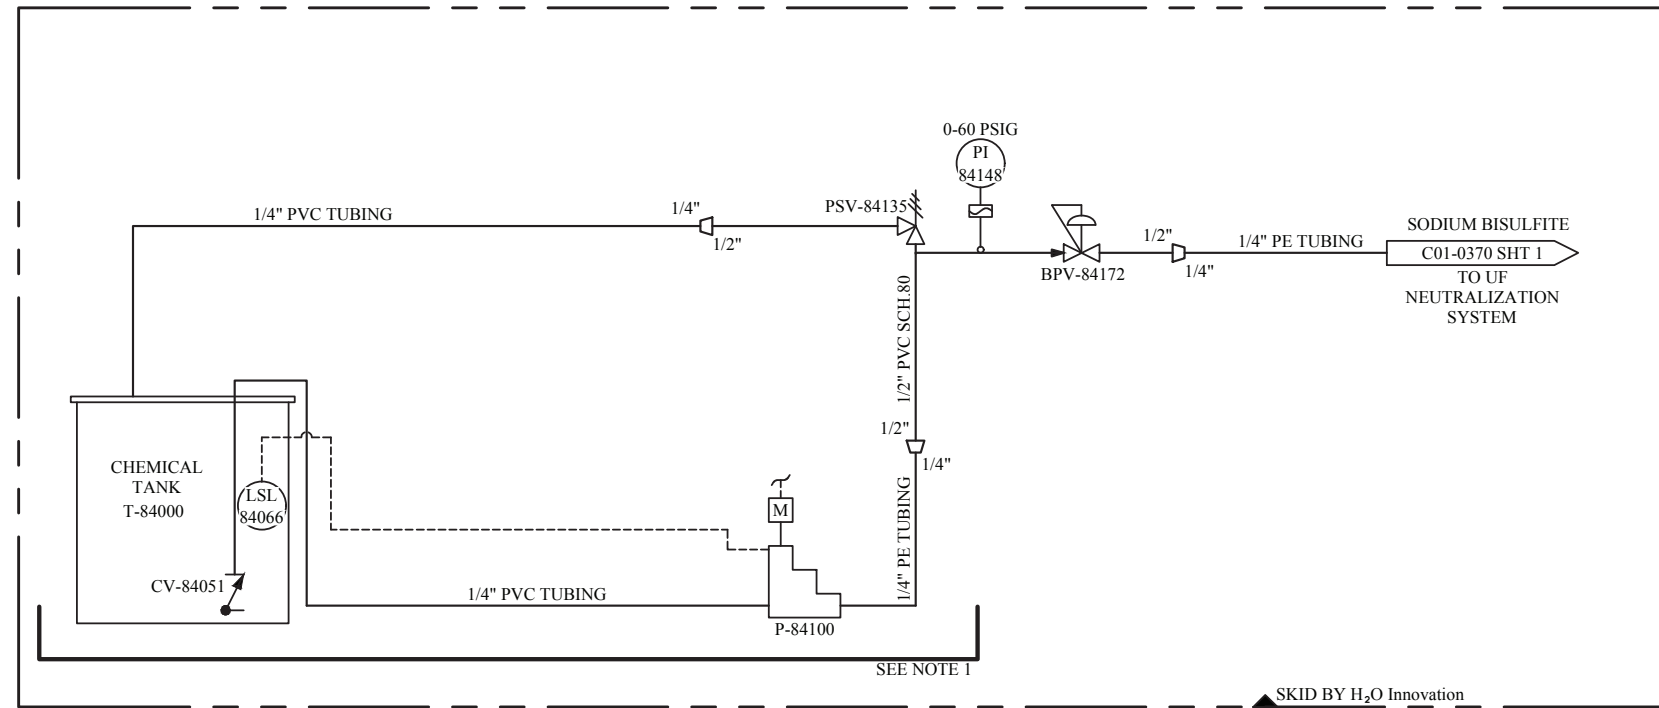 0-60 PSIG
PI
84148
1/4" PVC TUBING
1/4"
1/2"
PSV-84135
BPV-84172
1/2"
1/4"
1/4" PE TUBING
SODIUM BISULFITE
C01-0370 SHT 1
TO UF
NEUTRALIZATION
SYSTEM
1/2" PVC SCH.80
1/2"
1/4"
1/4" PE TUBING
CHEMICAL
TANK
T-84000
LSL
84066
CV-84051
M
1/4" PVC TUBING
P-84100
SEE NOTE 1
SKID BY H₂O Innovation